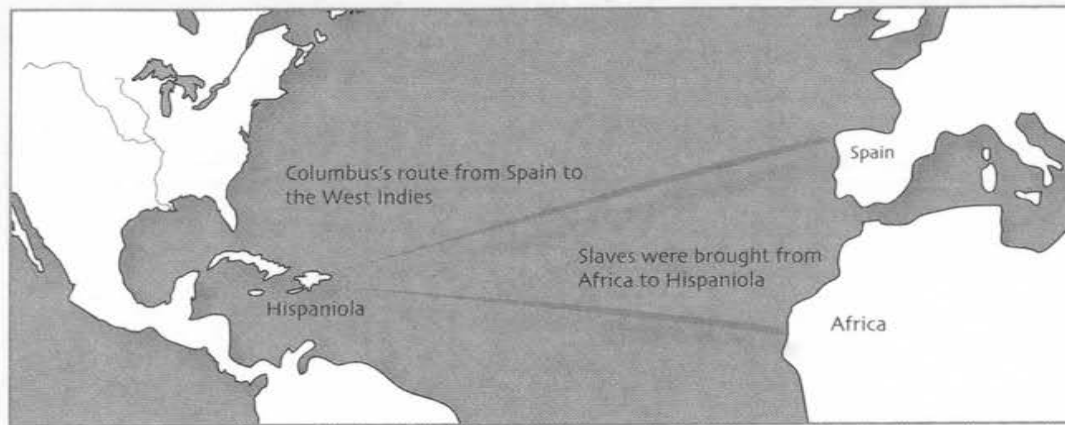 Columbus's route from Spain to
the West Indies
Spain
Slaves were brought from
Africa to Hispaniola
Hispaniola
Africa